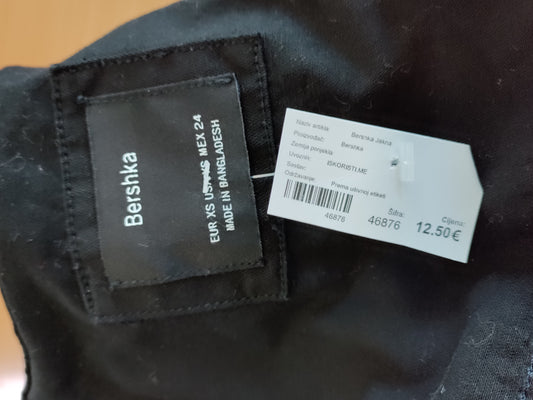 Bershka
EUR XS US XS MEX 24
MADE IN BANGLADESH
Naziv artikla: Bershka Jakna
Proizvođač: Bershka
Zemlja porijekla
Uvoznik: ISKORISTI.ME
Sastav:
Održavanje: Prema ušivnoj etiketi
46876
Šifra:
46876
Cijena:
12.50€